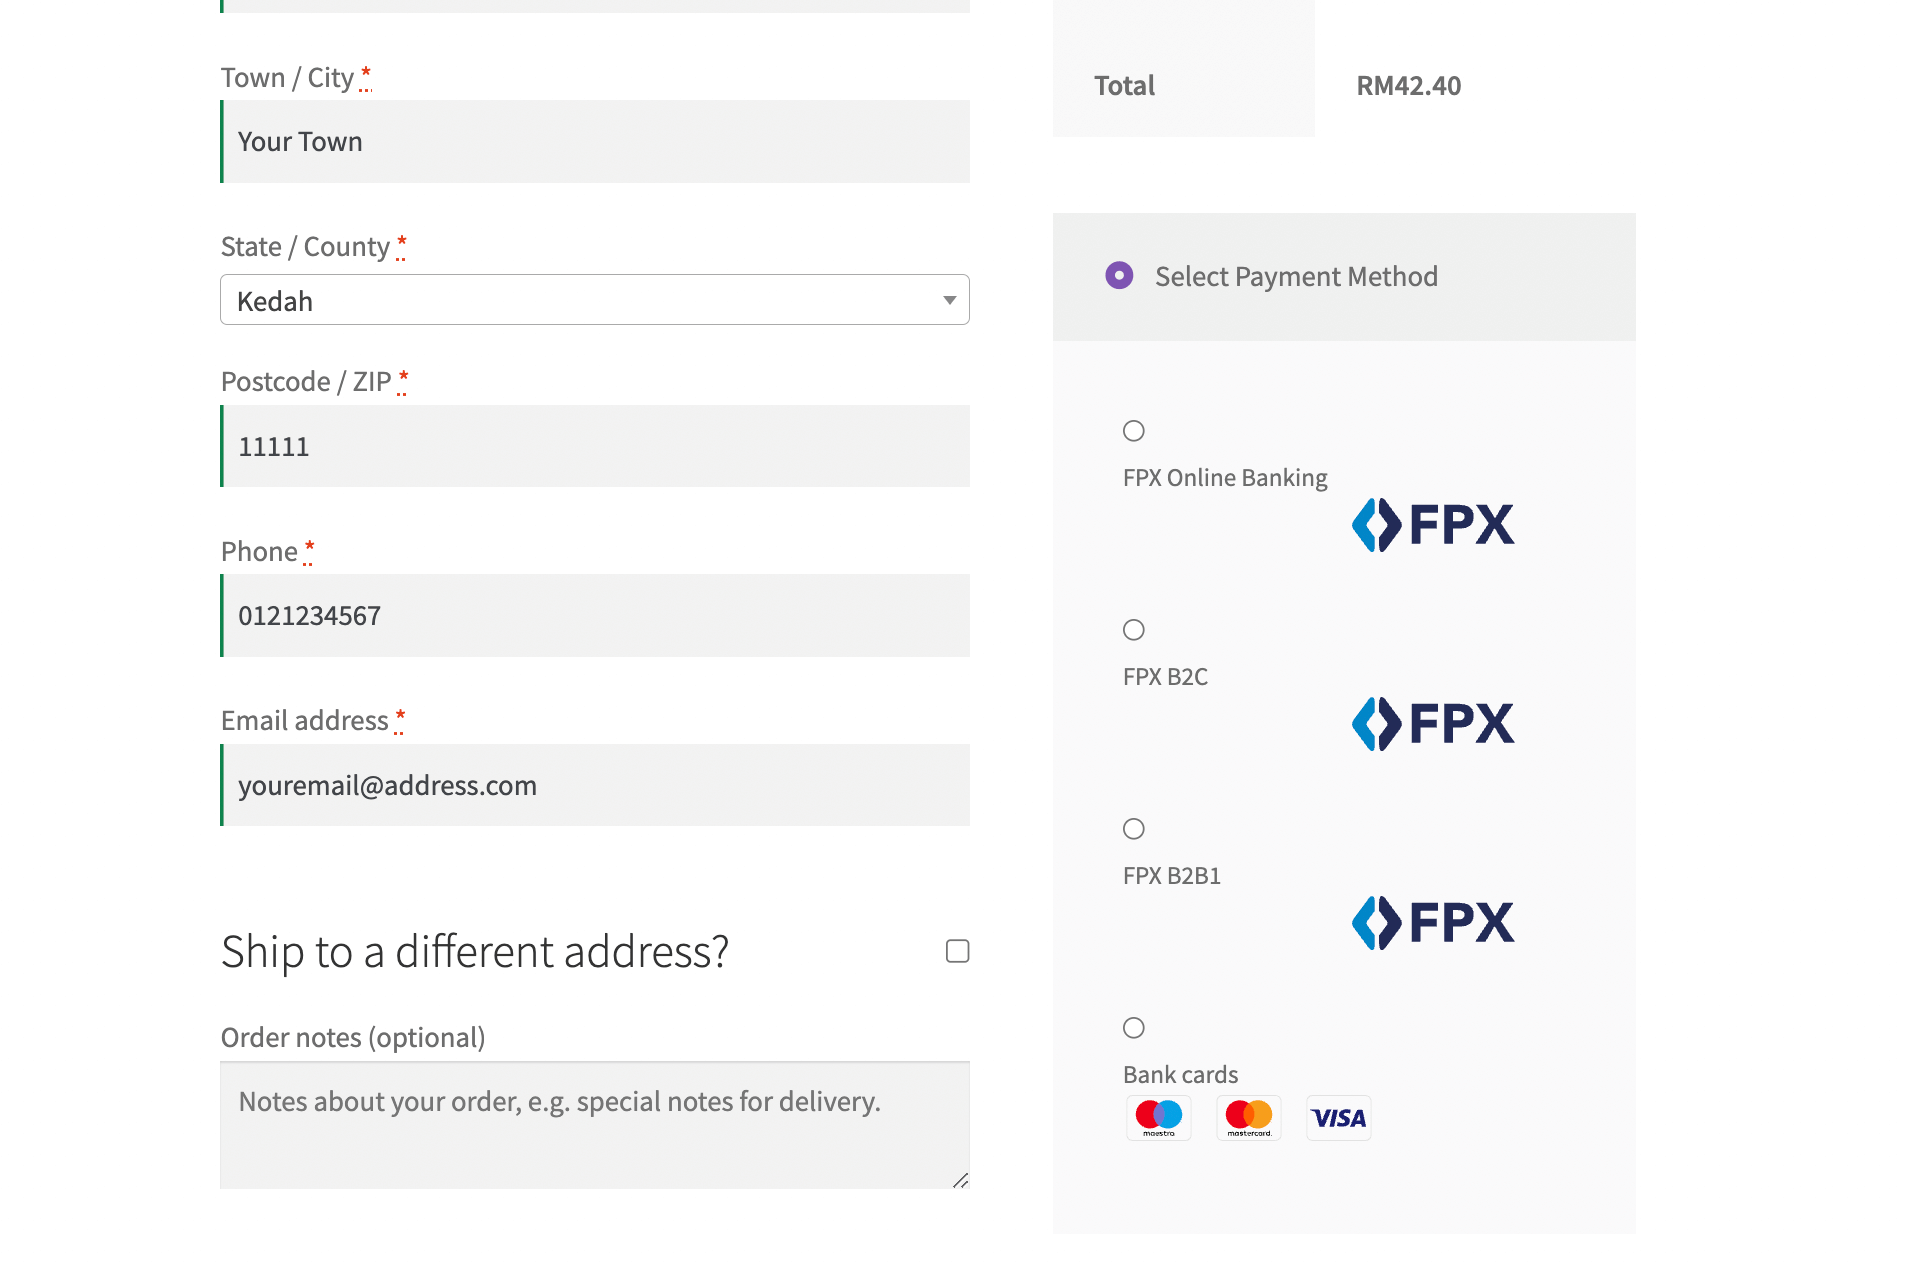 Town / City *
Your Town
State / County *
Kedah
Postcode / ZIP *
11111
Phone *
0121234567
Email address *
youremail@address.com
Ship to a different address?
Order notes (optional)
Notes about your order, e.g. special notes for delivery.
Total RM42.40
Select Payment Method
FPX Online Banking
FPX
FPX B2C
FPX
FPX B2B1
FPX
Bank cards
maestro mastercard. VISA